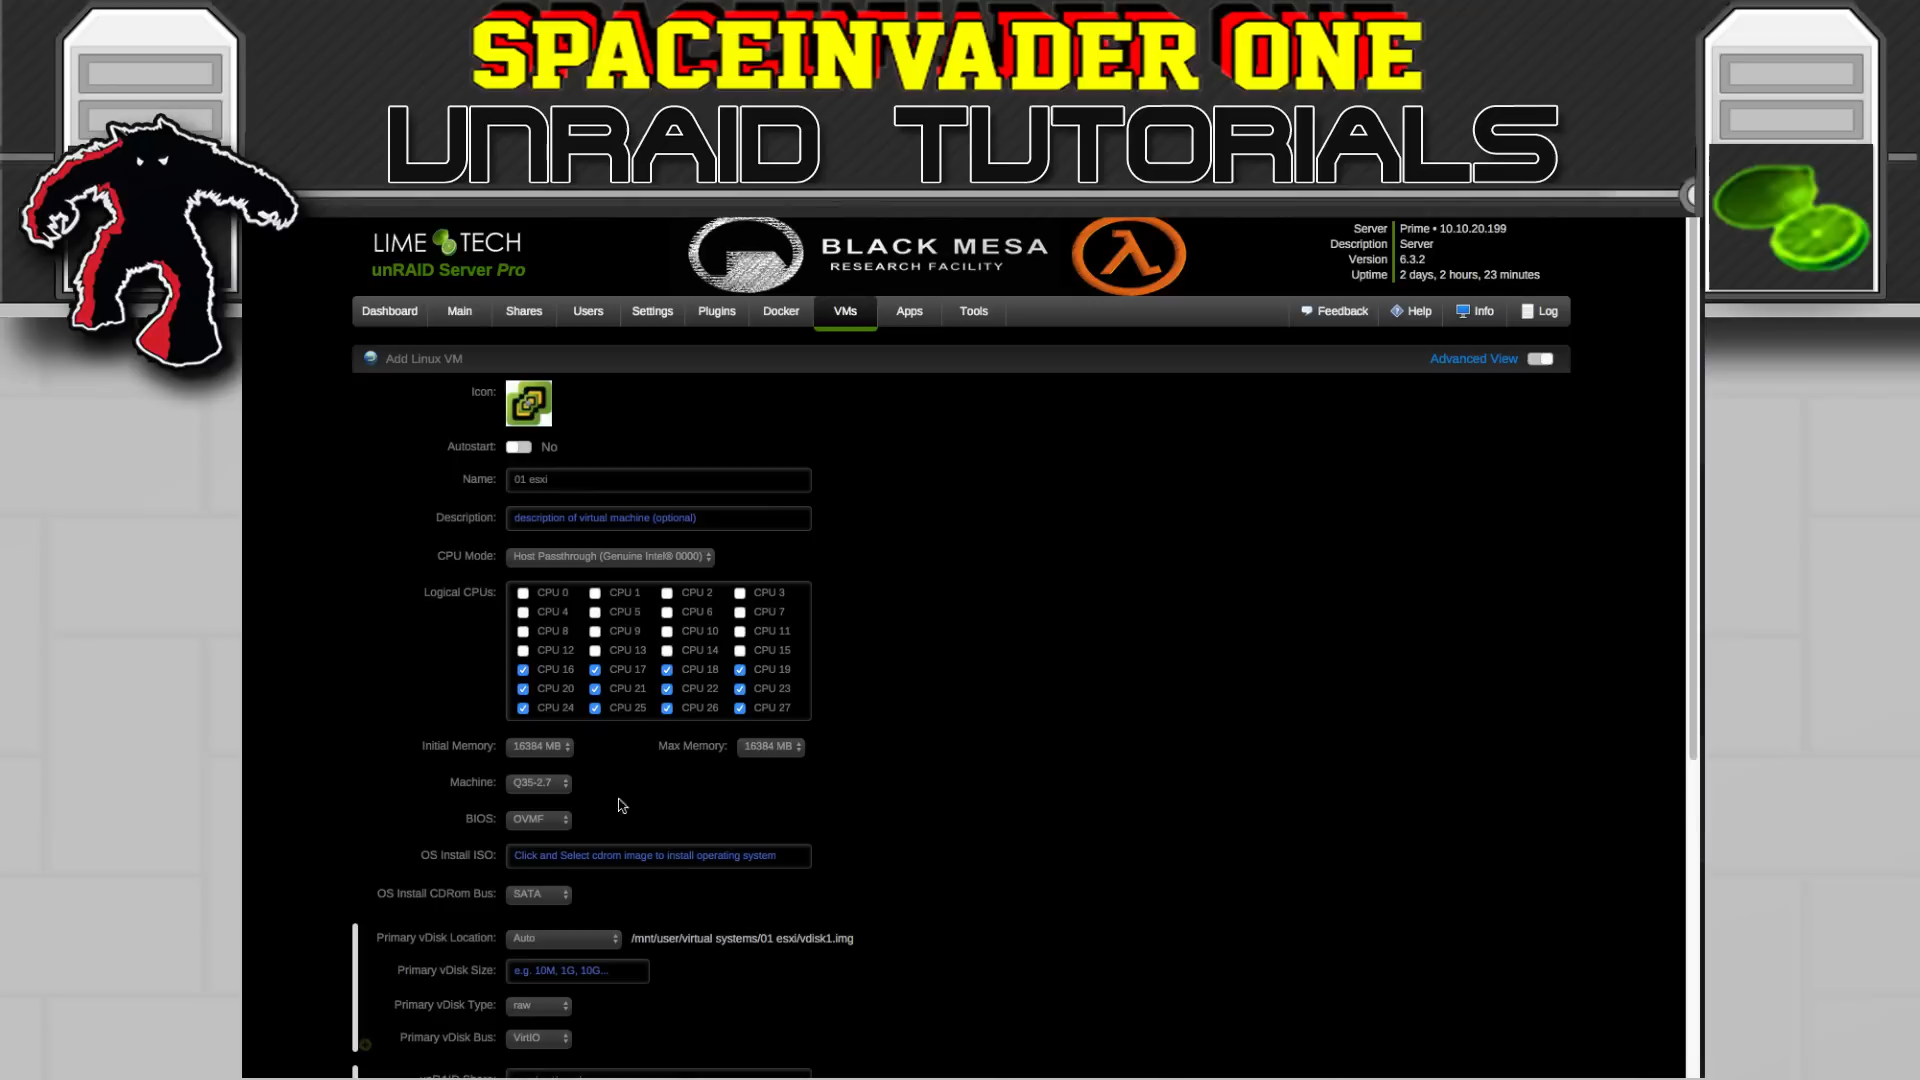 SPACEINVADER ONE
UNRAID TUTORIALS
LIME TECH
unRAID Server Pro
BLACK MESA
RESEARCH FACILITY
Server Prime • 10.10.20.199
Description Server
Version 6.3.2
Uptime 2 days, 2 hours, 23 minutes
Dashboard Main Shares Users Settings Plugins Docker VMs Apps Tools Feedback Help Info Log
Add Linux VM Advanced View
Icon:
Autostart: No
Name: 01 esxi
Description: description of virtual machine (optional)
CPU Mode: Host Passthrough (Genuine Intel® 0000)
Logical CPUs: CPU 0 CPU 1 CPU 2 CPU 3
CPU 4 CPU 5 CPU 6 CPU 7
CPU 8 CPU 9 CPU 10 CPU 11
CPU 12 CPU 13 CPU 14 CPU 15
CPU 16 CPU 17 CPU 18 CPU 19
CPU 20 CPU 21 CPU 22 CPU 23
CPU 24 CPU 25 CPU 26 CPU 27
Initial Memory: 16384 MB Max Memory: 16384 MB
Machine: Q35-2.7
BIOS: OVMF
OS Install ISO: Click and Select cdrom image to install operating system
OS Install CDRom Bus: SATA
Primary vDisk Location: Auto /mnt/user/virtual systems/01 esxi/vdisk1.img
Primary vDisk Size: e.g. 10M, 1G, 10G...
Primary vDisk Type: raw
Primary vDisk Bus: VirtIO